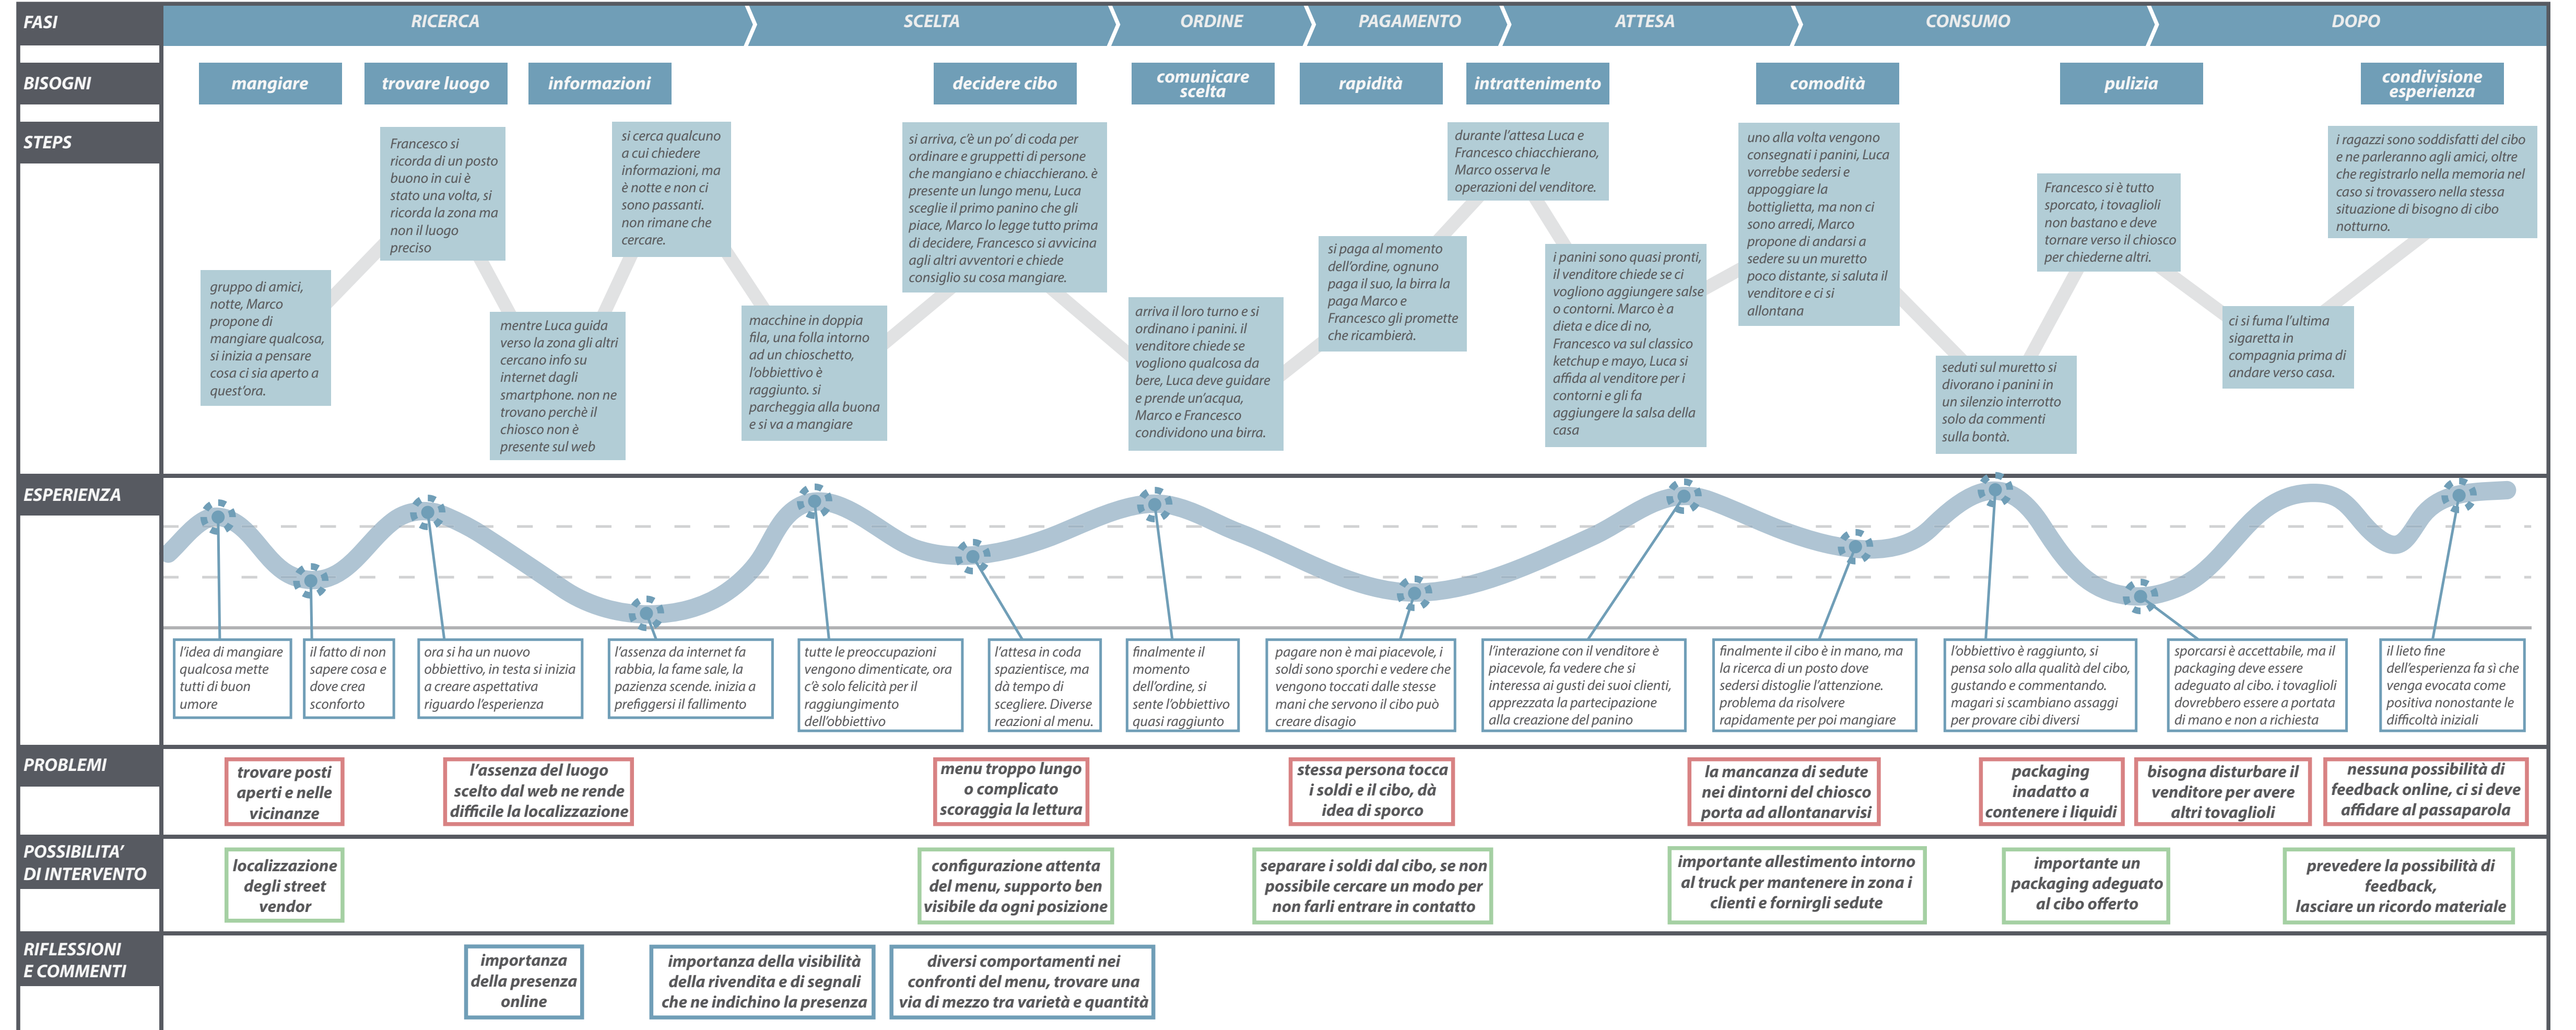 FASI
RICERCA
SCELTA
ORDINE
PAGAMENTO
ATTESA
CONSUMO
DOPO
BISOGNI
mangiare
trovare luogo
informazioni
decidere cibo
comunicare
scelta
rapidità
intrattenimento
comodità
pulizia
condivisione
esperienza
STEPS
gruppo di amici,
notte, Marco
propone di
mangiare qualcosa,
si inizia a pensare
cosa ci sia aperto a
quest'ora.
Francesco si
ricorda di un posto
buono in cui è
stato una volta, si
ricorda la zona ma
non il luogo
preciso
mentre Luca guida
verso la zona gli altri
cercano info su
internet dagli
smartphone. non ne
trovano perchè il
chiosco non è
presente sul web
si cerca qualcuno
a cui chiedere
informazioni, ma
è notte e non ci
sono passanti.
non rimane che
cercare.
macchine in doppia
fila, una folla intorno
ad un chioschetto,
l'obbiettivo è
raggiunto. si
parcheggia alla buona
e si va a mangiare
si arriva, c'è un po' di coda per
ordinare e gruppetti di persone
che mangiano e chiacchierano. è
presente un lungo menu, Luca
sceglie il primo panino che gli
piace, Marco lo legge tutto prima
di decidere, Francesco si avvicina
agli altri avventori e chiede
consiglio su cosa mangiare.
arriva il loro turno e si
ordinano i panini. il
venditore chiede se
vogliono qualcosa da
bere, Luca deve guidare
e prende un'acqua,
Marco e Francesco
condividono una birra.
si paga al momento
dell'ordine, ognuno
paga il suo, la birra la
paga Marco e
Francesco gli promette
che ricambierà.
durante l'attesa Luca e
Francesco chiacchierano,
Marco osserva le
operazioni del venditore.
i panini sono quasi pronti,
il venditore chiede se ci
vogliono aggiungere salse
o contorni. Marco è a
dieta e dice di no,
Francesco va sul classico
ketchup e mayo, Luca si
affida al venditore per i
contorni e gli fa
aggiungere la salsa della
casa
uno alla volta vengono
consegnati i panini, Luca
vorrebbe sedersi e
appoggiare la
bottiglietta, ma non ci
sono arredi, Marco
propone di andarsi a
sedere su un muretto
poco distante, si saluta il
venditore e ci si
allontana
seduti sul muretto si
divorano i panini in
un silenzio interrotto
solo da commenti
sulla bontà.
Francesco si è tutto
sporcato, i tovaglioli
non bastano e deve
tornare verso il chiosco
per chiederne altri.
ci si fuma l'ultima
sigaretta in
compagnia prima di
andare verso casa.
i ragazzi sono soddisfatti del cibo
e ne parleranno agli amici, oltre
che registrarlo nella memoria nel
caso si trovassero nella stessa
situazione di bisogno di cibo
notturno.
ESPERIENZA
l'idea di mangiare
qualcosa mette
tutti di buon
umore
il fatto di non
sapere cosa e
dove crea
sconforto
ora si ha un nuovo
obbiettivo, in testa si inizia
a creare aspettativa
riguardo l'esperienza
l'assenza da internet fa
rabbia, la fame sale, la
pazienza scende. inizia a
prefiggersi il fallimento
tutte le preoccupazioni
vengono dimenticate, ora
c'è solo felicità per il
raggiungimento
dell'obbiettivo
l'attesa in coda
spazientisce, ma
dà tempo di
scegliere. Diverse
reazioni al menu.
finalmente il
momento
dell'ordine, si
sente l'obbiettivo
quasi raggiunto
pagare non è mai piacevole, i
soldi sono sporchi e vedere che
vengono toccati dalle stesse
mani che servono il cibo può
creare disagio
l'interazione con il venditore è
piacevole, fa vedere che si
interessa ai gusti dei suoi clienti,
apprezzata la partecipazione
alla creazione del panino
finalmente il cibo è in mano, ma
la ricerca di un posto dove
sedersi distoglie l'attenzione.
problema da risolvere
rapidamente per poi mangiare
l'obbiettivo è raggiunto, si
pensa solo alla qualità del cibo,
gustando e commentando.
magari si scambiano assaggi
per provare cibi diversi
sporcarsi è accettabile, ma il
packaging deve essere
adeguato al cibo. i tovaglioli
dovrebbero essere a portata
di mano e non a richiesta
il lieto fine
dell'esperienza fa sì che
venga evocata come
positiva nonostante le
difficoltà iniziali
PROBLEMI
trovare posti
aperti e nelle
vicinanze
l'assenza del luogo
scelto dal web ne rende
difficile la localizzazione
menu troppo lungo
o complicato
scoraggia la lettura
stessa persona tocca
i soldi e il cibo, dà
idea di sporco
la mancanza di sedute
nei dintorni del chiosco
porta ad allontanarvisi
packaging
inadatto a
contenere i liquidi
bisogna disturbare il
venditore per avere
altri tovaglioli
nessuna possibilità di
feedback online, ci si deve
affidare al passaparola
POSSIBILITA'
DI INTERVENTO
localizzazione
degli street
vendor
configurazione attenta
del menu, supporto ben
visibile da ogni posizione
separare i soldi dal cibo, se non
possibile cercare un modo per
non farli entrare in contatto
importante allestimento intorno
al truck per mantenere in zona i
clienti e fornirgli sedute
importante un
packaging adeguato
al cibo offerto
prevedere la possibilità di
feedback,
lasciare un ricordo materiale
RIFLESSIONI
E COMMENTI
importanza
della presenza
online
importanza della visibilità
della rivendita e di segnali
che ne indichino la presenza
diversi comportamenti nei
confronti del menu, trovare una
via di mezzo tra varietà e quantità